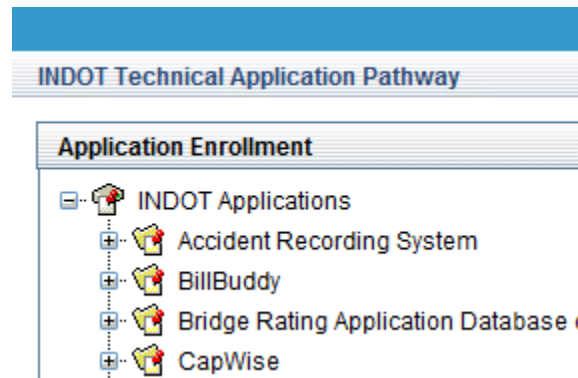 INDOT Technical Application Pathway
Application Enrollment
INDOT Applications
Accident Recording System
BillBuddy
Bridge Rating Application Database
CapWise